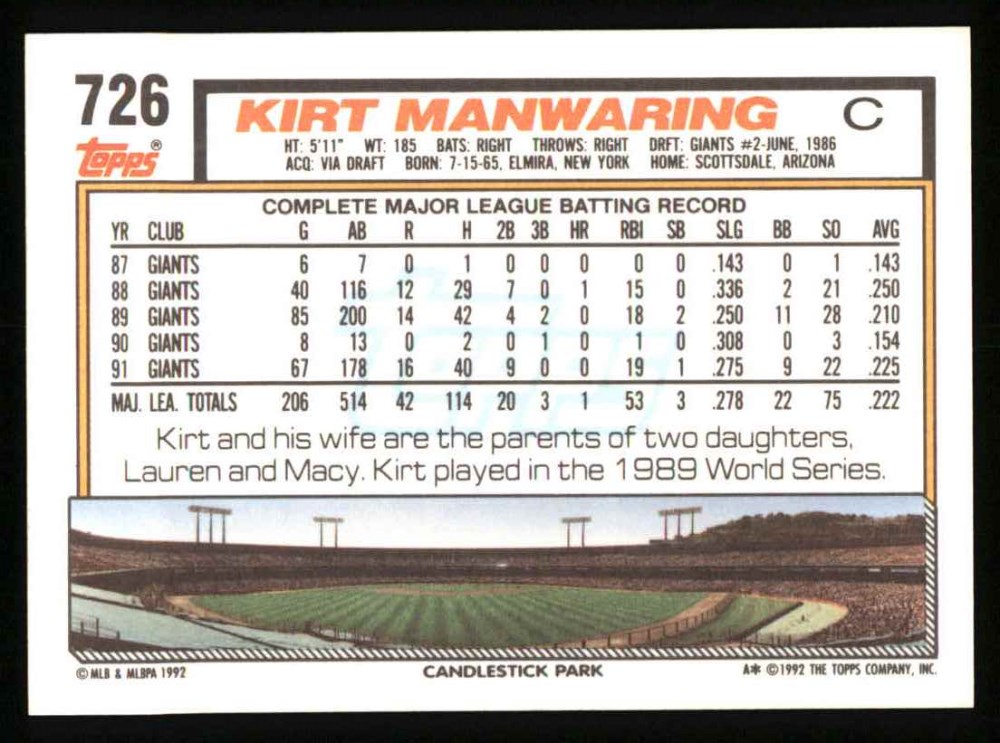 726
Topps®
KIRT MANWARING C
HT: 5'11" WT: 185 BATS: RIGHT THROWS: RIGHT DRFT: GIANTS #2-JUNE, 1986
ACQ: VIA DRAFT BORN: 7-15-65, ELMIRA, NEW YORK HOME: SCOTTSDALE, ARIZONA
COMPLETE MAJOR LEAGUE BATTING RECORD
YR CLUB G AB R H 2B 3B HR RBI SB SLG BB SO AVG
87 GIANTS 6 7 0 1 0 0 0 0 0 .143 0 1 .143
88 GIANTS 40 116 12 29 7 0 1 15 0 .336 2 21 .250
89 GIANTS 85 200 14 42 4 2 0 18 2 .250 11 28 .210
90 GIANTS 8 13 0 2 0 1 0 1 0 .308 0 3 .154
91 GIANTS 67 178 16 40 9 0 0 19 1 .275 9 22 .225
MAJ. LEA. TOTALS 206 514 42 114 20 3 1 53 3 .278 22 75 .222
Topps
Kirt and his wife are the parents of two daughters,
Lauren and Macy. Kirt played in the 1989 World Series.
© MLB & MLBPA 1992 CANDLESTICK PARK A* © 1992 THE TOPPS COMPANY, INC.